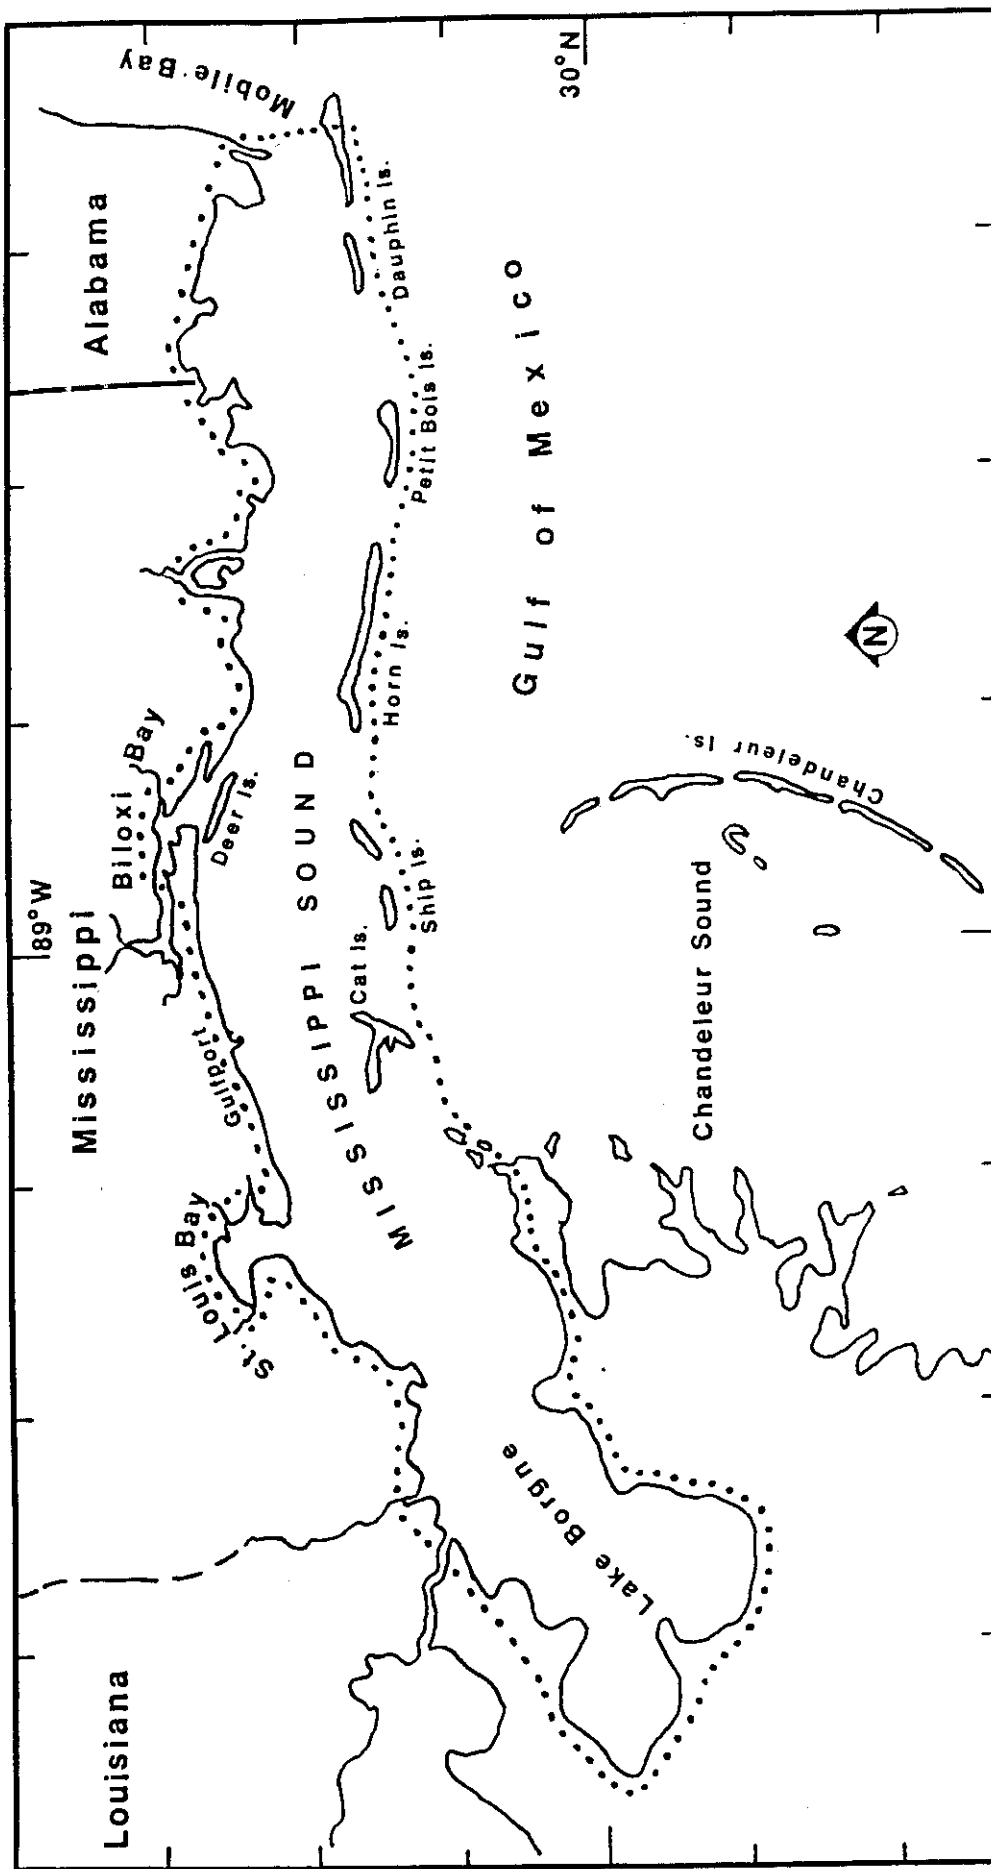 Louisiana
Mississippi
Alabama
89°W
30°N
Mobile Bay
Biloxi Bay
St. Louis Bay
Gulfport
Deer Is.
MISSISSIPPI SOUND
Cat Is.
Ship Is.
Horn Is.
Petit Bois Is.
Dauphin Is.
Lake Borgne
Gulf of Mexico
Chandeleur Sound
Chandeleur Is.
N